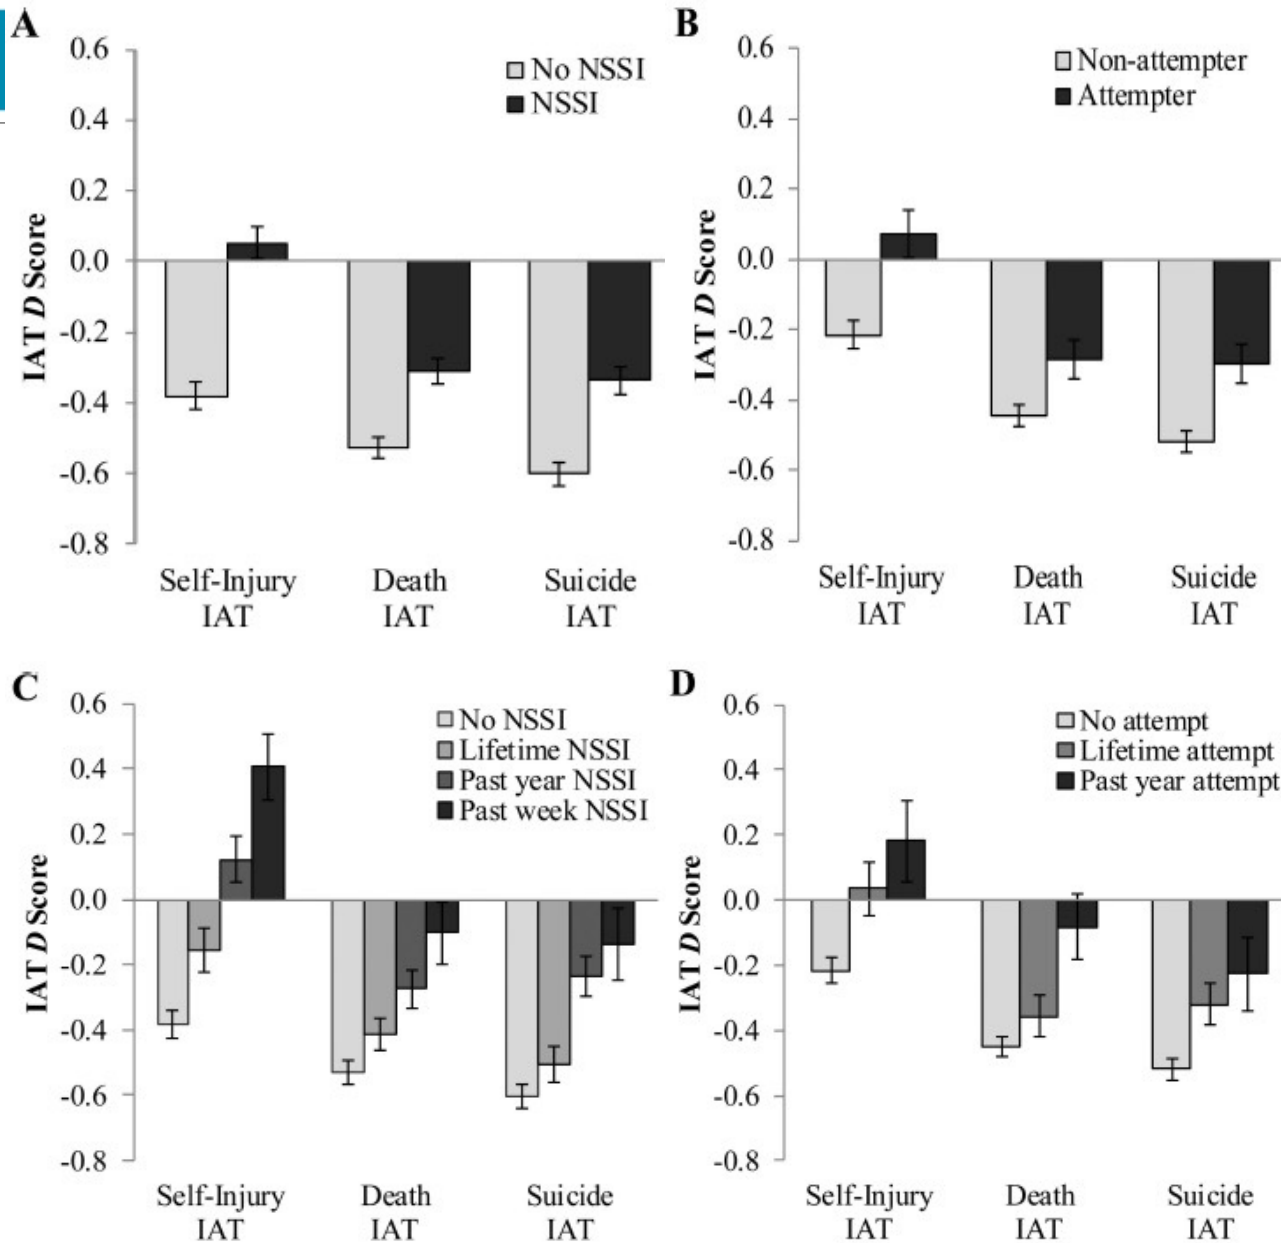 A
0.6
0.4
0.2
0.0
-0.2
-0.4
-0.6
-0.8
IAT D Score
No NSSI
NSSI
Self-Injury IAT
Death IAT
Suicide IAT
B
0.6
0.4
0.2
0.0
-0.2
-0.4
-0.6
-0.8
IAT D Score
Non-attempter
Attempter
Self-Injury IAT
Death IAT
Suicide IAT
C
0.6
0.4
0.2
0.0
-0.2
-0.4
-0.6
-0.8
IAT D Score
No NSSI
Lifetime NSSI
Past year NSSI
Past week NSSI
Self-Injury IAT
Death IAT
Suicide IAT
D
0.6
0.4
0.2
0.0
-0.2
-0.4
-0.6
-0.8
IAT D Score
No attempt
Lifetime attempt
Past year attempt
Self-Injury IAT
Death IAT
Suicide IAT